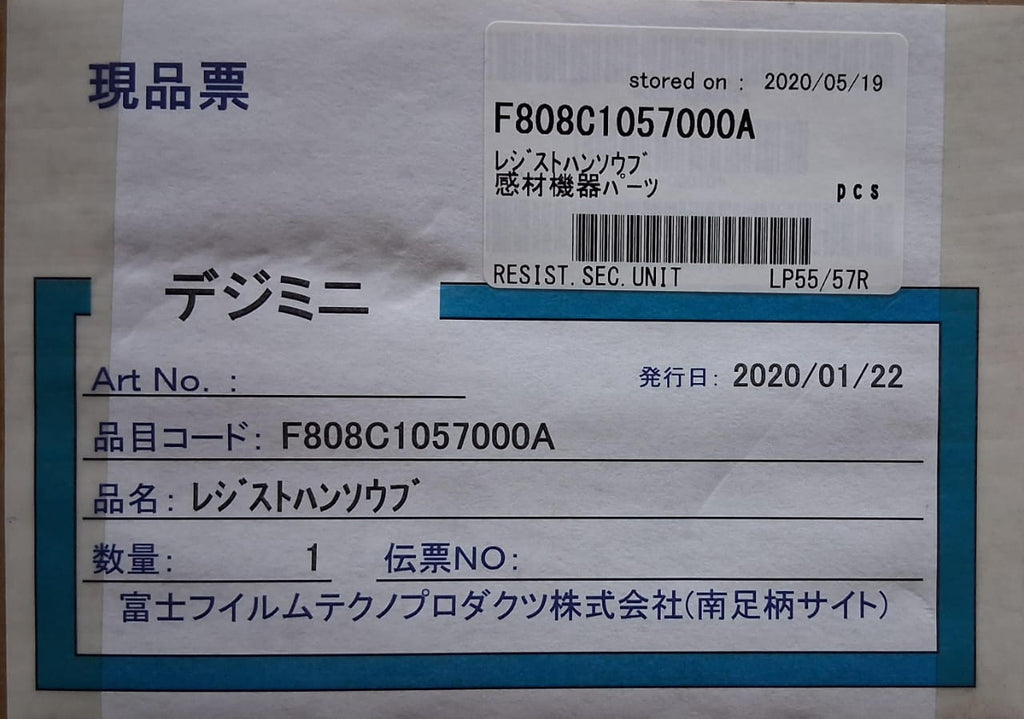 現品票
stored on : 2020/05/19
F808C1057000A
レジストハンソウブ
感材機器パーツ
pcs
RESIST. SEC. UNIT LP55/57R
デジミニ
Art No. :
発行日: 2020/01/22
品目コード: F808C1057000A
品名: レジストハンソウブ
数量: 1 伝票NO:
富士フイルムテクノプロダクツ株式会社(南足柄サイト)